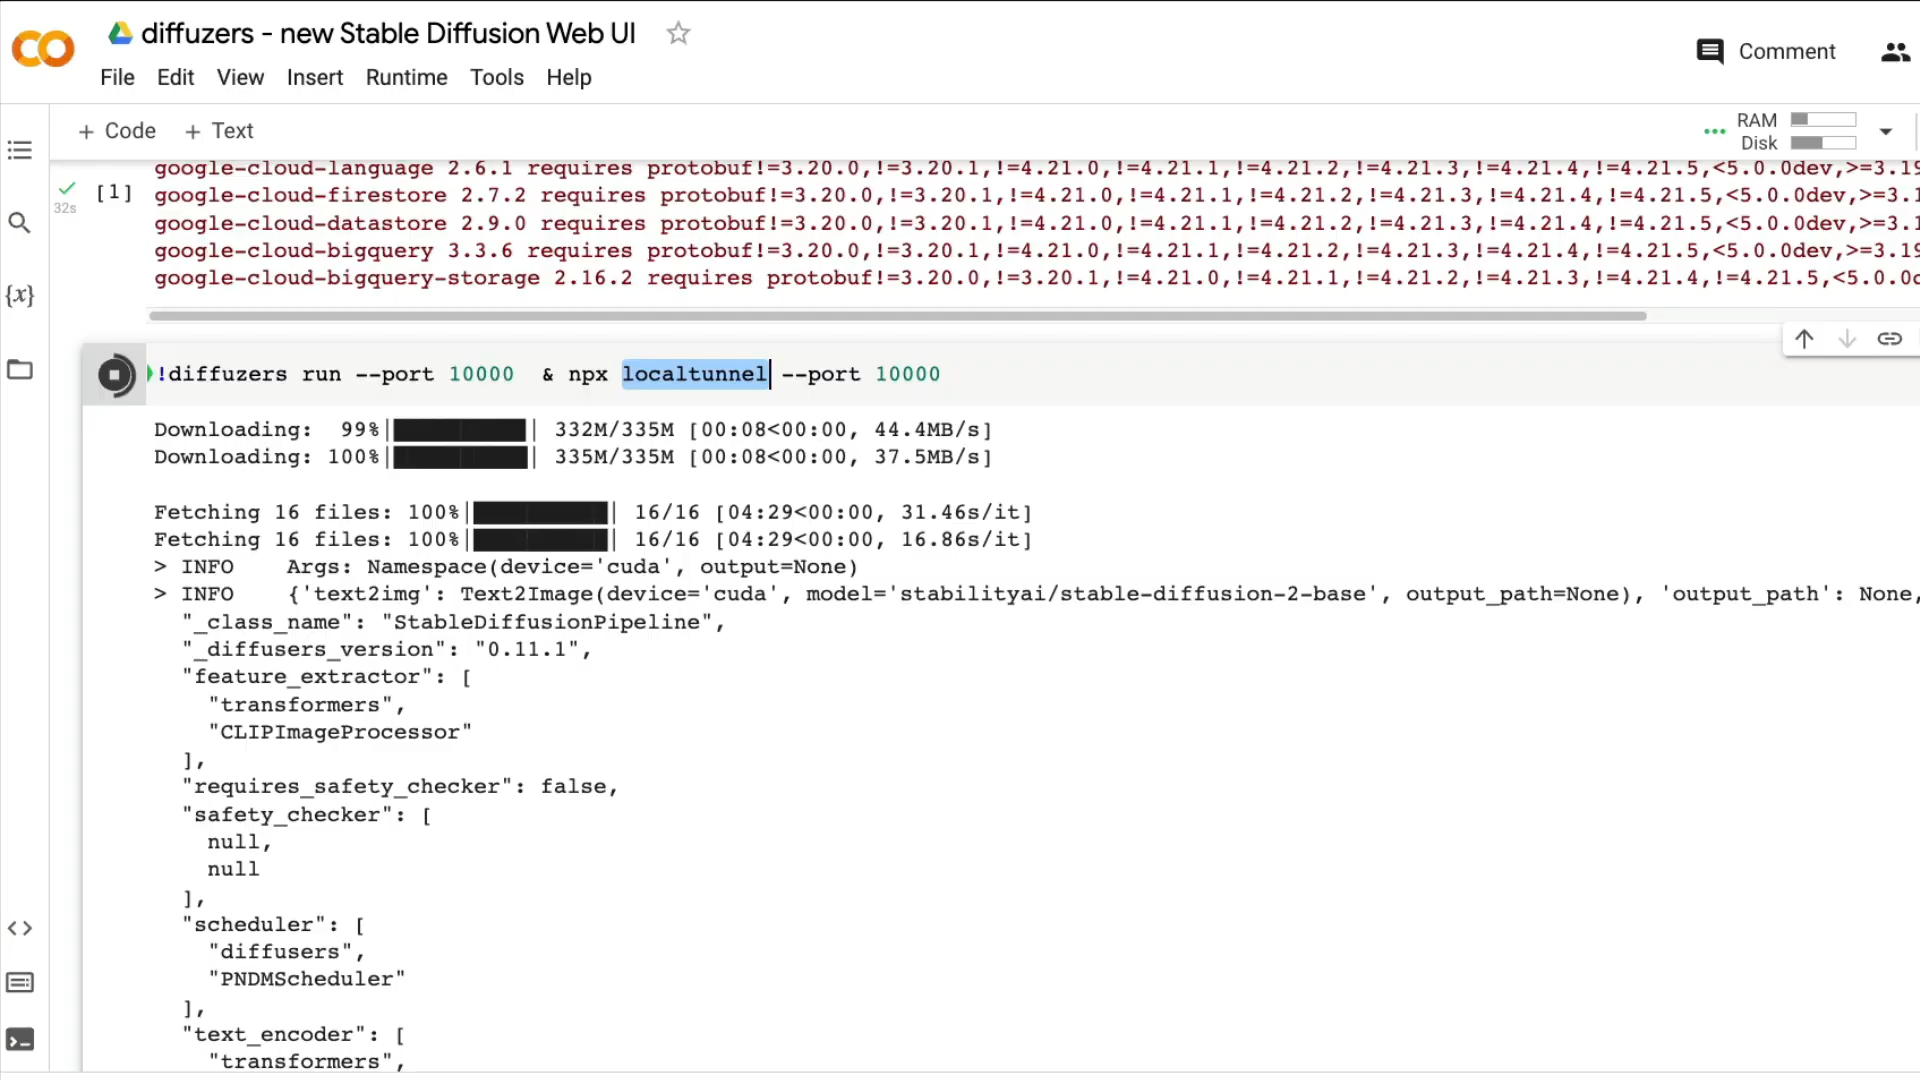 diffuzers - new Stable Diffusion Web UI
File Edit View Insert Runtime Tools Help
Comment
+ Code + Text
RAM
Disk
google-cloud-language 2.6.1 requires protobuf!=3.20.0,!=3.20.1,!=4.21.0,!=4.21.1,!=4.21.2,!=4.21.3,!=4.21.4,!=4.21.5,<5.0.0dev,>=3.19
[1]
32s
google-cloud-firestore 2.7.2 requires protobuf!=3.20.0,!=3.20.1,!=4.21.0,!=4.21.1,!=4.21.2,!=4.21.3,!=4.21.4,!=4.21.5,<5.0.0dev,>=3.1
google-cloud-datastore 2.9.0 requires protobuf!=3.20.0,!=3.20.1,!=4.21.0,!=4.21.1,!=4.21.2,!=4.21.3,!=4.21.4,!=4.21.5,<5.0.0dev,>=3.1
google-cloud-bigquery 3.3.6 requires protobuf!=3.20.0,!=3.20.1,!=4.21.0,!=4.21.1,!=4.21.2,!=4.21.3,!=4.21.4,!=4.21.5,<5.0.0dev,>=3.19
google-cloud-bigquery-storage 2.16.2 requires protobuf!=3.20.0,!=3.20.1,!=4.21.0,!=4.21.1,!=4.21.2,!=4.21.3,!=4.21.4,!=4.21.5,<5.0.0d
{x}
!diffuzers run --port 10000 & npx localtunnel --port 10000
Downloading: 99%| | 332M/335M [00:08<00:00, 44.4MB/s]
Downloading: 100%| | 335M/335M [00:08<00:00, 37.5MB/s]
Fetching 16 files: 100%| | 16/16 [04:29<00:00, 31.46s/it]
Fetching 16 files: 100%| | 16/16 [04:29<00:00, 16.86s/it]
> INFO Args: Namespace(device='cuda', output=None)
> INFO {'text2img': Text2Image(device='cuda', model='stabilityai/stable-diffusion-2-base', output_path=None), 'output_path': None,
"_class_name": "StableDiffusionPipeline",
"_diffusers_version": "0.11.1",
"feature_extractor": [
"transformers",
"CLIPImageProcessor"
],
"requires_safety_checker": false,
"safety_checker": [
null,
null
],
"scheduler": [
"diffusers",
"PNDMScheduler"
],
"text_encoder": [
"transformers",